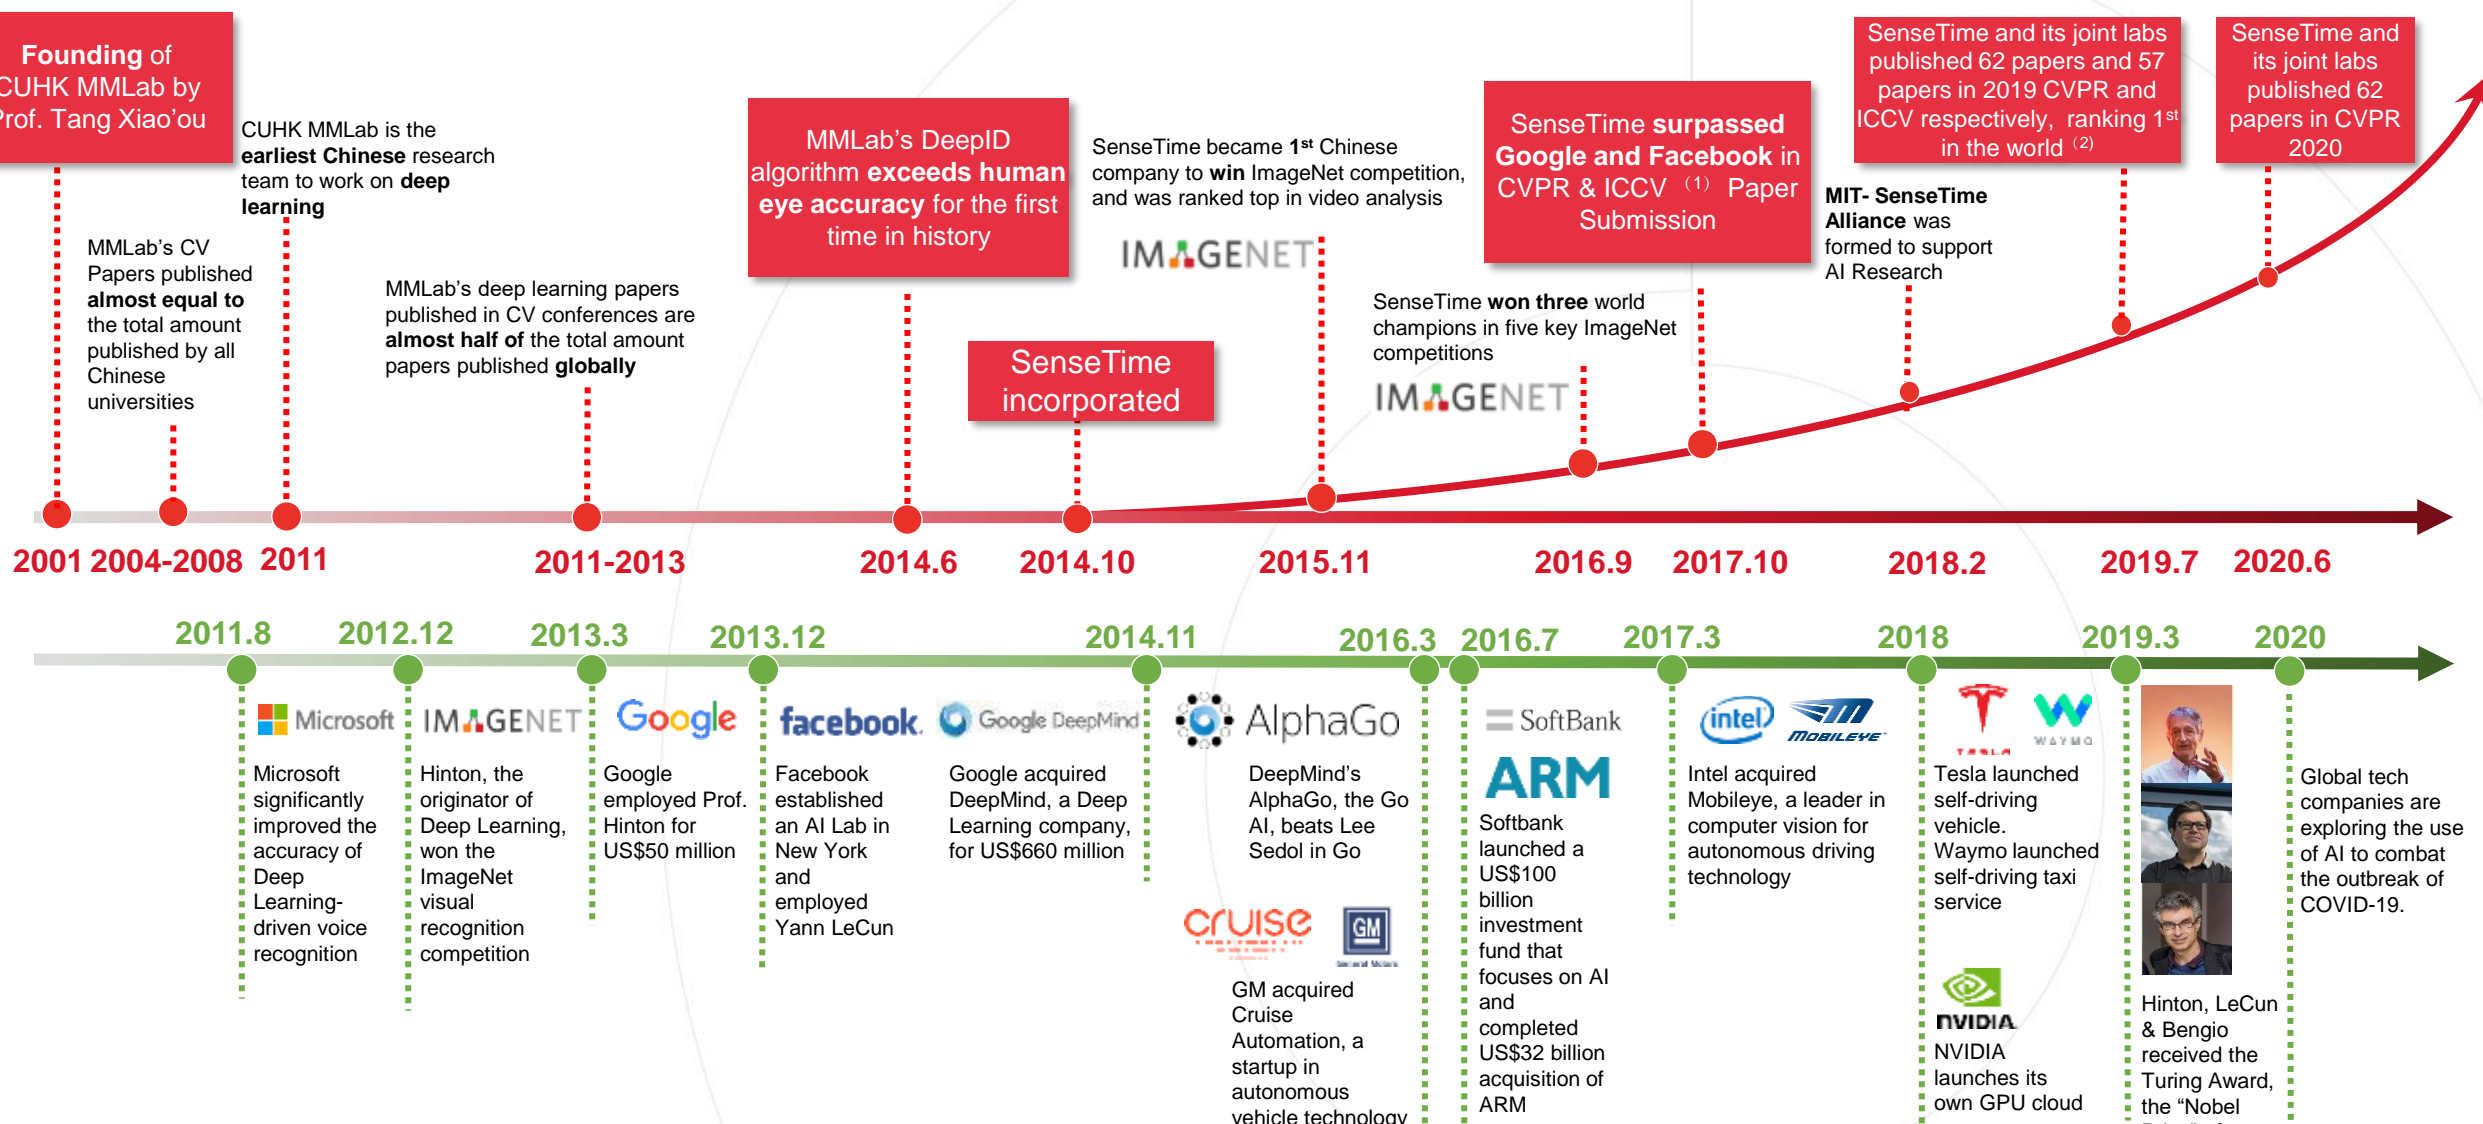 Founding of
CUHK MMLab by
Prof. Tang Xiao’ou
CUHK MMLab is the
earliest Chinese research
team to work on deep
learning
MMLab’s CV
Papers published
almost equal to
the total amount
published by all
Chinese
universities
MMLab’s deep learning papers
published in CV conferences are
almost half of the total amount
papers published globally
MMLab’s DeepID
algorithm exceeds human
eye accuracy for the first
time in history
SenseTime
incorporated
SenseTime became 1st Chinese
company to win ImageNet competition,
and was ranked top in video analysis
IMAGENET
SenseTime won three world
champions in five key ImageNet
competitions
IMAGENET
SenseTime surpassed
Google and Facebook in
CVPR & ICCV （1） Paper
Submission
MIT- SenseTime
Alliance was
formed to support
AI Research
SenseTime and its joint labs
published 62 papers and 57
papers in 2019 CVPR and
ICCV respectively, ranking 1st
in the world （2）
SenseTime and
its joint labs
published 62
papers in CVPR
2020
2001 2004-2008 2011 2011-2013 2014.6 2014.10 2015.11 2016.9 2017.10 2018.2 2019.7 2020.6
2011.8 2012.12 2013.3 2013.12 2014.11 2016.3 2016.7 2017.3 2018 2019.3 2020
Microsoft
Microsoft
significantly
improved the
accuracy of
Deep
Learning-
driven voice
recognition
IMAGENET
Hinton, the
originator of
Deep Learning,
won the
ImageNet
visual
recognition
competition
Google
Google
employed Prof.
Hinton for
US$50 million
facebook.
Facebook
established
an AI Lab in
New York
and
employed
Yann LeCun
Google DeepMind
Google acquired
DeepMind, a Deep
Learning company,
for US$660 million
AlphaGo
DeepMind’s
AlphaGo, the Go
AI, beats Lee
Sedol in Go
cruise
GM
General Motors
GM acquired
Cruise
Automation, a
startup in
autonomous
vehicle technology
SoftBank
ARM
Softbank
launched a
US$100
billion
investment
fund that
focuses on AI
and
completed
US$32 billion
acquisition of
ARM
intel
MOBILEYE
Intel acquired
Mobileye, a leader in
computer vision for
autonomous driving
technology
TESLA
WAYMO
Tesla launched
self-driving
vehicle.
Waymo launched
self-driving taxi
service
NVIDIA
NVIDIA
launches its
own GPU cloud
Hinton, LeCun
& Bengio
received the
Turing Award,
the “Nobel
Global tech
companies are
exploring the use
of AI to combat
the outbreak of
COVID-19.